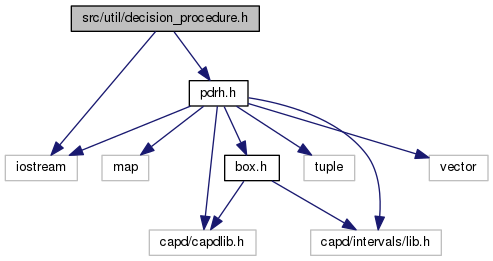 src/util/decision_procedure.h
pdrh.h
iostream
map
box.h
tuple
vector
capd/capdlib.h
capd/intervals/lib.h